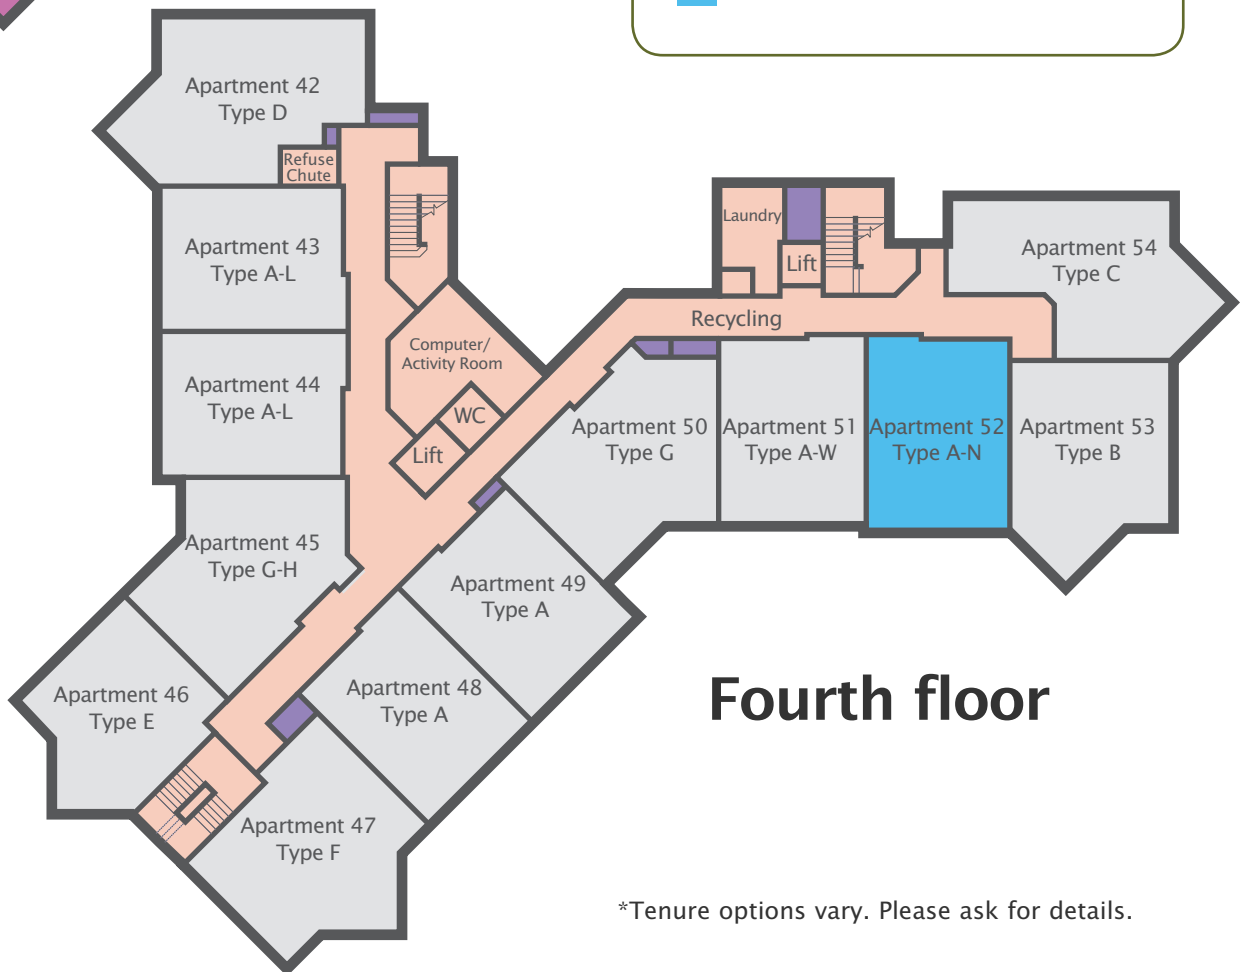 Apartment 42
Type D
Refuse
Chute
Apartment 43
Type A-L
Apartment 44
Type A-L
Computer/
Activity Room
WC
Lift
Apartment 45
Type G-H
Apartment 46
Type E
Apartment 47
Type F
Apartment 48
Type A
Apartment 49
Type A
Apartment 50
Type G
Apartment 51
Type A-W
Apartment 52
Type A-N
Apartment 53
Type B
Apartment 54
Type C
Laundry
Lift
Recycling
Fourth floor
*Tenure options vary. Please ask for details.